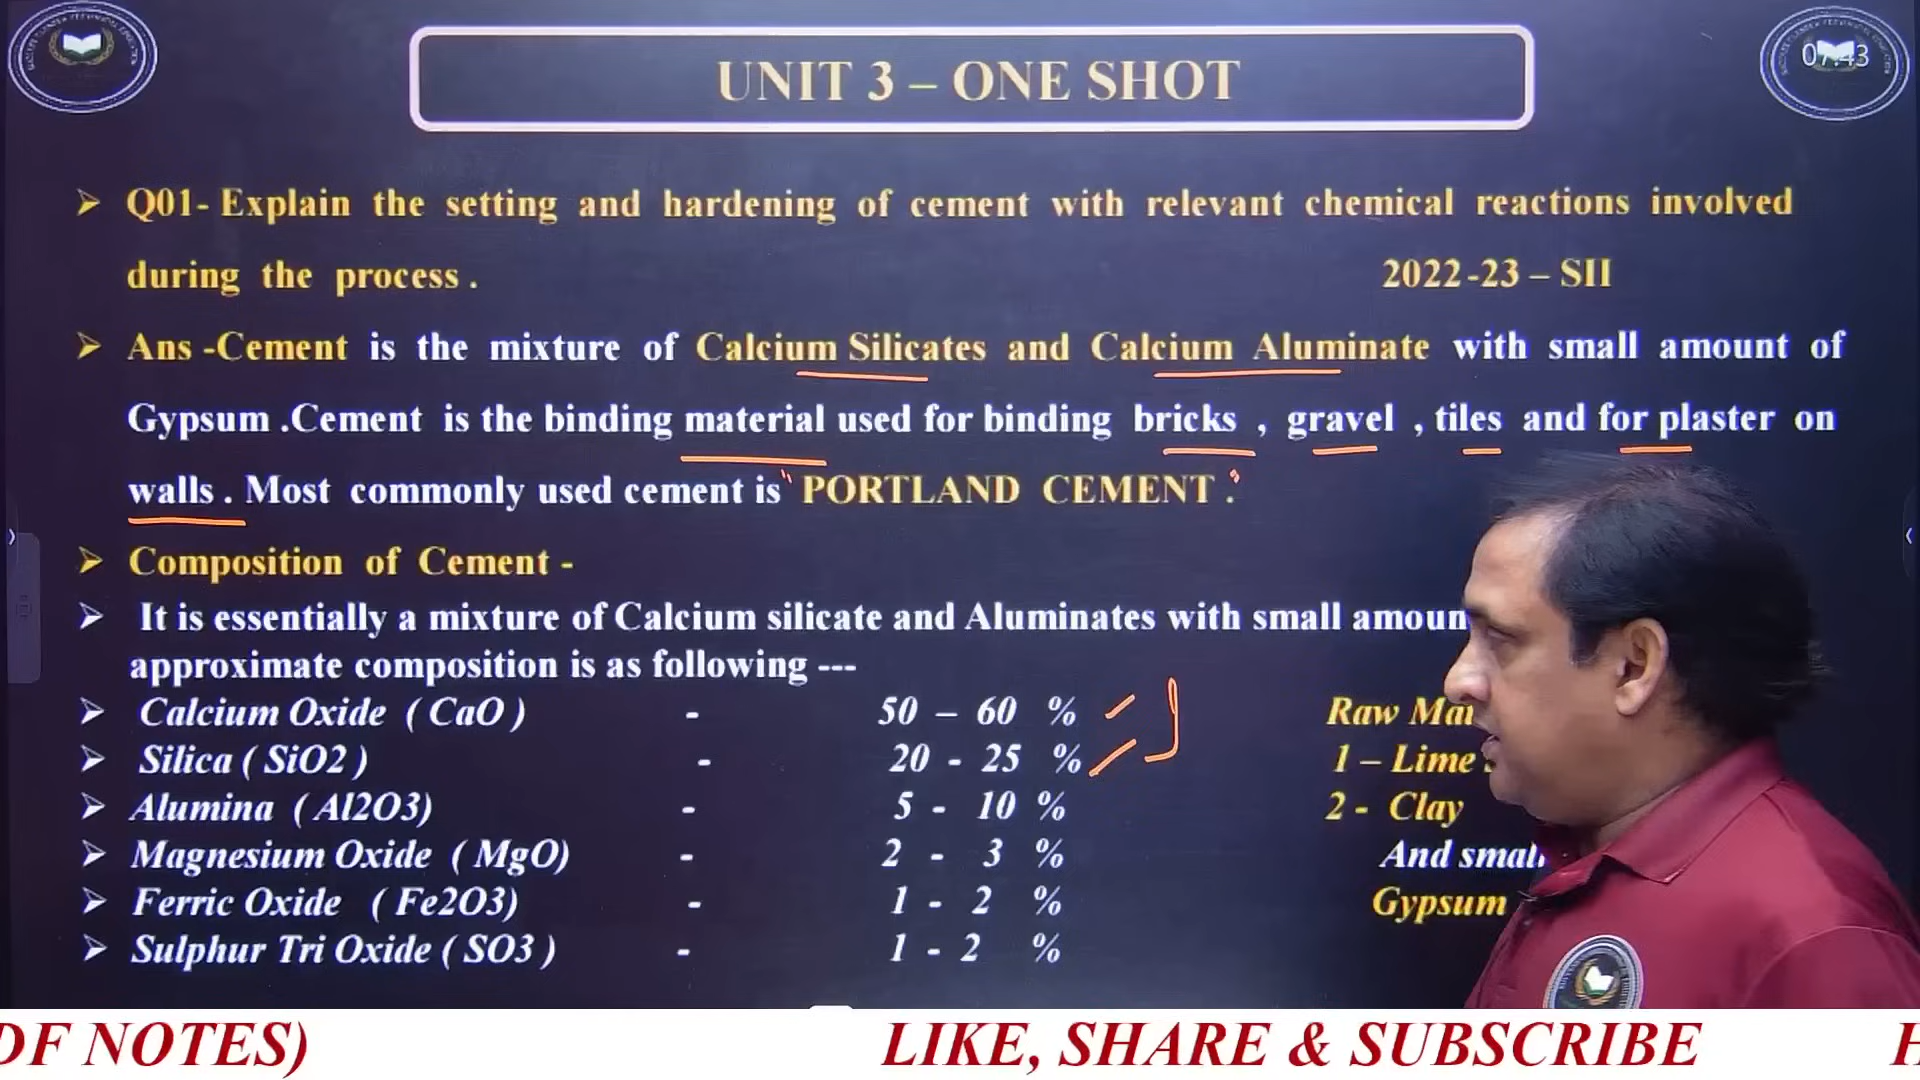 07:43
UNIT 3 – ONE SHOT
Q01- Explain the setting and hardening of cement with relevant chemical reactions involved
during the process .
2022-23 – SII
Ans -Cement is the mixture of Calcium Silicates and Calcium Aluminate with small amount of
Gypsum .Cement is the binding material used for binding bricks , gravel , tiles and for plaster on
walls . Most commonly used cement is " PORTLAND CEMENT . "
Composition of Cement -
It is essentially a mixture of Calcium silicate and Aluminates with small
approximate composition is as following ---
Calcium Oxide ( CaO ) - 50 – 60 %
Raw
Silica ( SiO2 ) - 20 - 25 %
1 – Lime
Alumina ( Al2O3) - 5 - 10 %
2 - Clay
Magnesium Oxide ( MgO) - 2 - 3 %
And small
Ferric Oxide ( Fe2O3) - 1 - 2 %
Gypsum
Sulphur Tri Oxide ( SO3 ) - 1 - 2 %
DF NOTES)
LIKE, SHARE & SUBSCRIBE
H